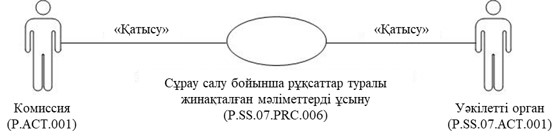 «Қатысу»
«Қатысу»
Сұрау салу бойынша рұқсаттар туралы
жинақталған мәліметтерді ұсыну
(P.SS.07.PRC.006)
Комиссия
(P.ACT.001)
Уәкілетті орган
(P.SS.07.ACT.001)